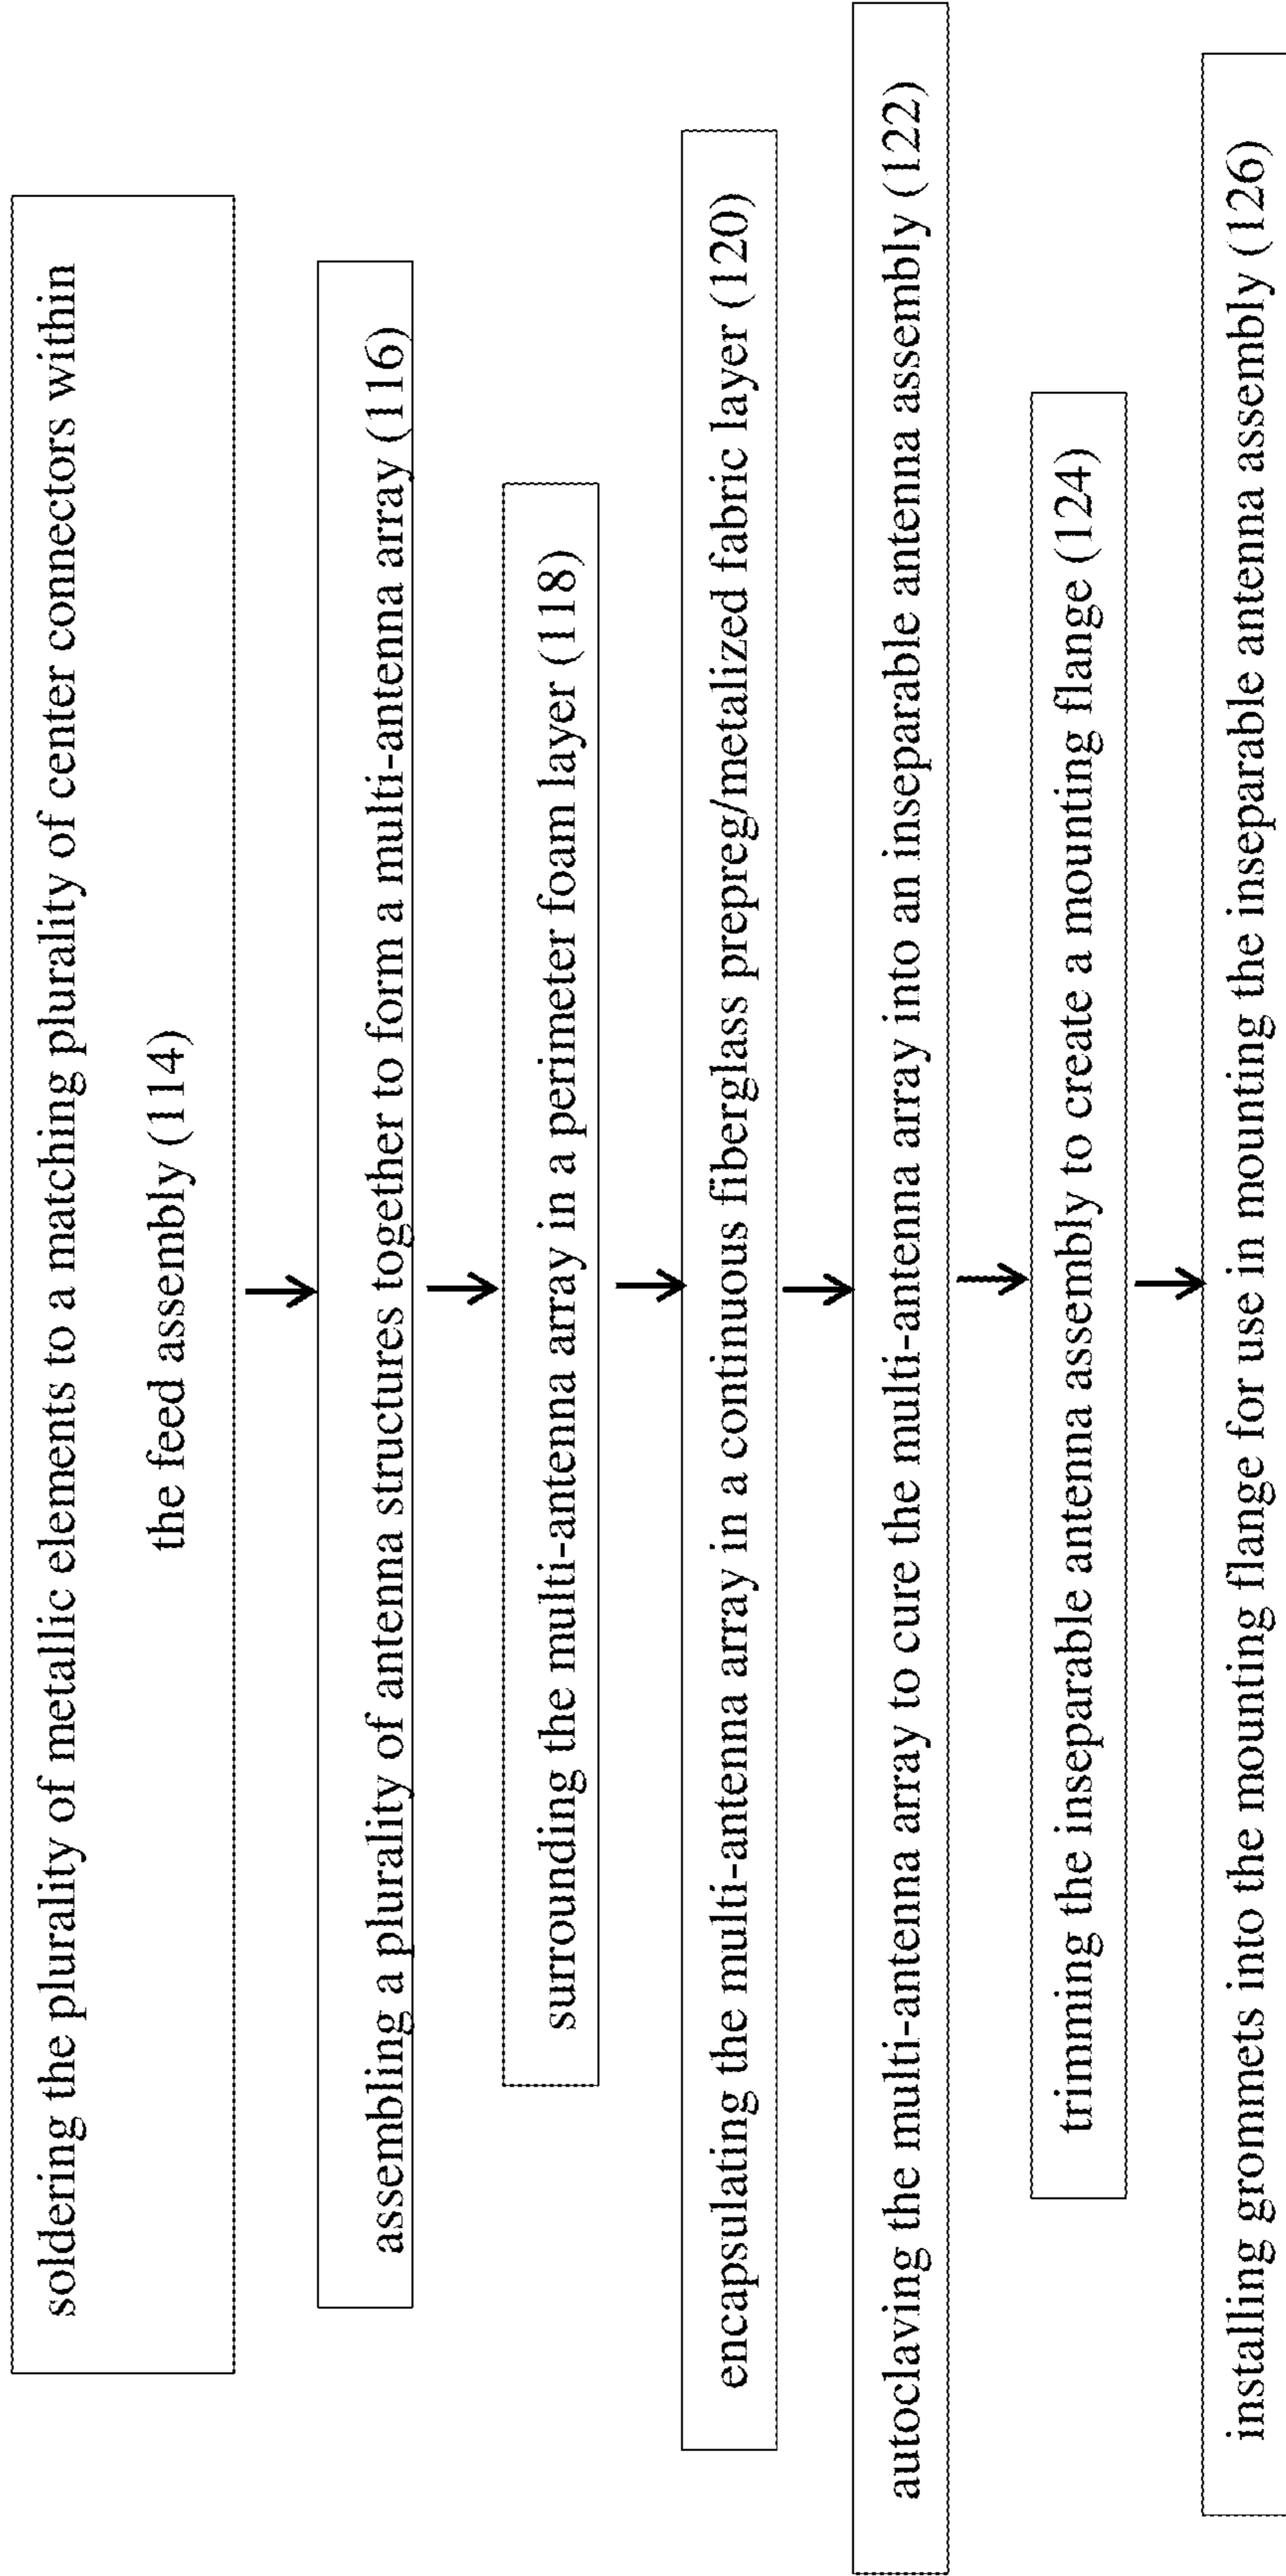 soldering the plurality of metallic elements to a matching plurality of center connectors within
the feed assembly (114)
assembling a plurality of antenna structures together to form a multi-antenna array (116)
surrounding the multi-antenna array in a perimeter foam layer (118)
encapsulating the multi-antenna array in a continuous fiberglass prepreg/metalized fabric layer (120)
autoclaving the multi-antenna array to cure the multi-antenna array into an inseparable antenna assembly (122)
trimming the inseparable antenna assembly to create a mounting flange (124)
installing grommets into the mounting flange for use in mounting the inseparable antenna assembly (126)